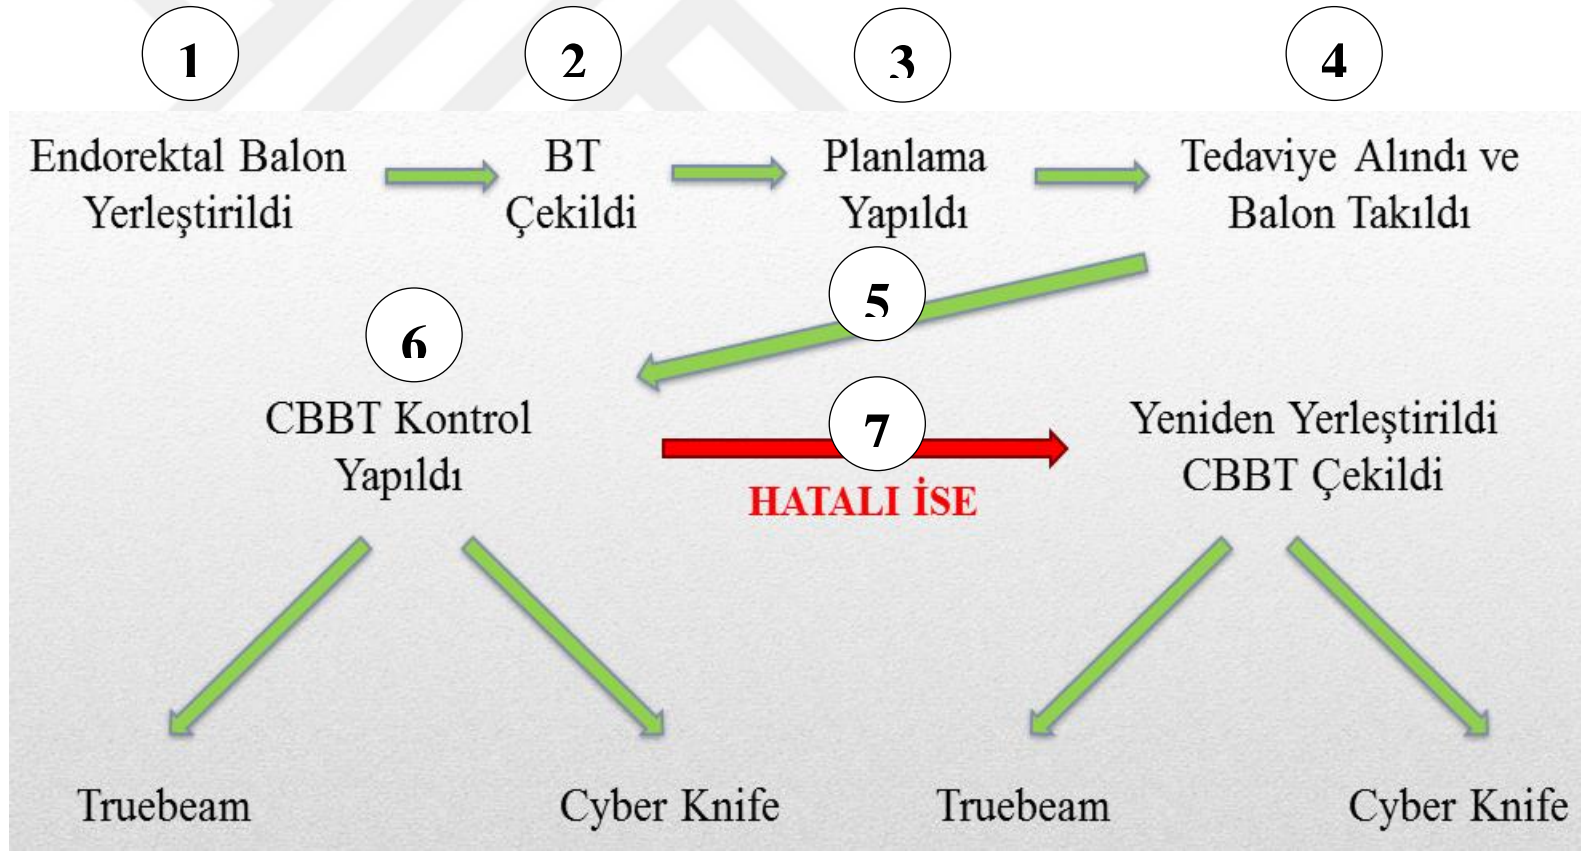 1
2
3
4
Endorektal Balon
Yerleştirildi
BT
Çekildi
Planlama
Yapıldı
Tedaviye Alındı ve
Balon Takıldı
5
6
CBBT Kontrol
Yapıldı
7
HATALI İSE
Yeniden Yerleştirildi
CBBT Çekildi
Truebeam
Cyber Knife
Truebeam
Cyber Knife